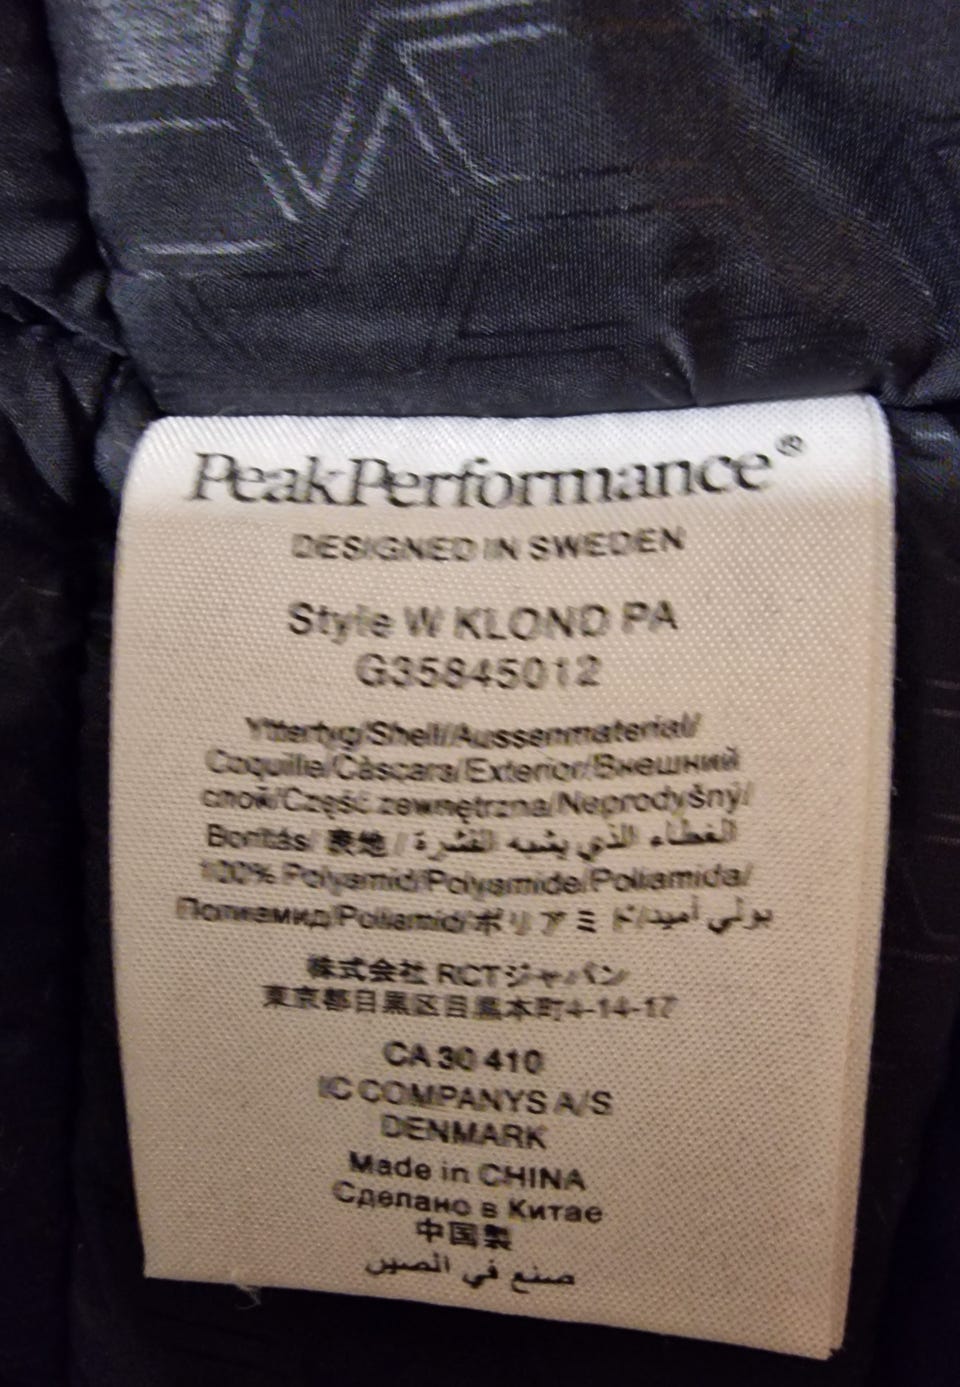 PeakPerformance®
DESIGNED IN SWEDEN
Style W KLOND PA
G35845012
Yttertyg/Shell/Aussenmaterial/
Coquille/Càscara/Exterior/Внешний
слой/Część zewnętrzna/Neprodyšný/
Borítás/ 表地 / الغطاء الذي يشبه القشرة
100% Polyamid/Polyamide/Poliamida/
Полиамид/Poliamid/ポリアミド/بولي أميد
株式会社 RCTジャパン
東京都目黒区目黒本町4-14-17
CA 30 410
IC COMPANYS A/S
DENMARK
Made in CHINA
Сделано в Китае
中国製
صنع في الصين